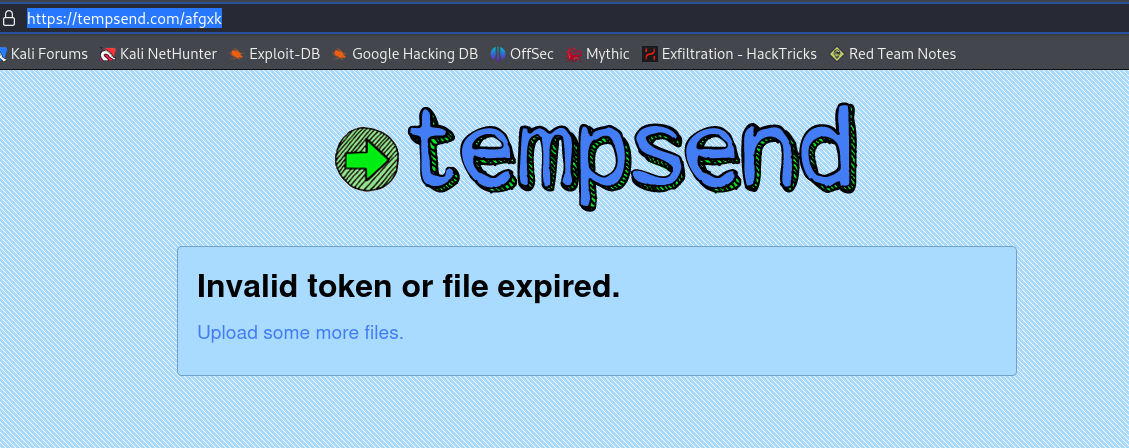 https://tempsend.com/afgxk
Kali Forums Kali NetHunter Exploit-DB Google Hacking DB OffSec Mythic Exfiltration - HackTricks Red Team Notes
tempsend
Invalid token or file expired.
Upload some more files.